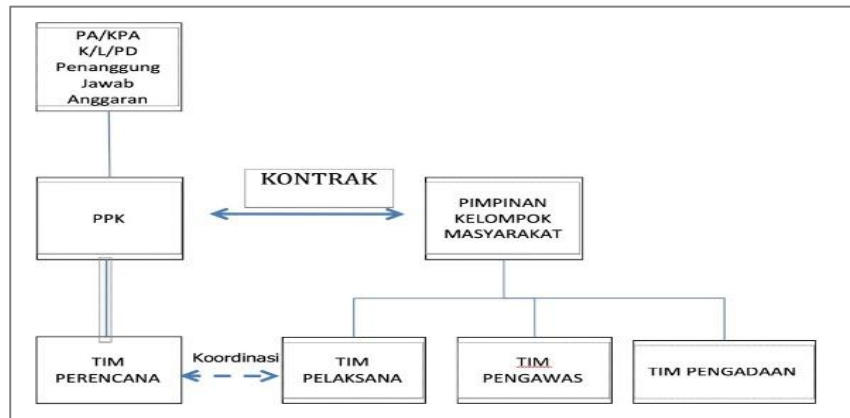 PA/KPA
K/L/PD
Penanggung
Jawab
Anggaran
KONTRAK
PPK
PIMPINAN
KELOMPOK
MASYARAKAT
TIM
PERENCANA
Koordinasi
TIM
PELAKSANA
TIM
PENGAWAS
TIM PENGADAAN